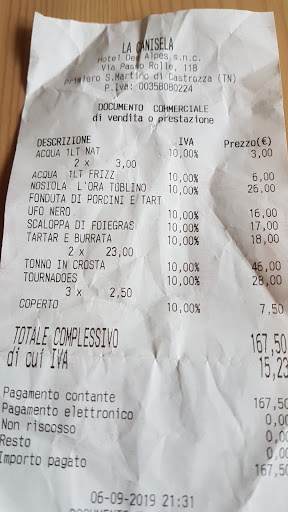 LA CANISELA
Hotel Des Alpes s.n.c.
Via Passo Rolle, 118
Primiero S.Martino di Castrozza (TN)
P.Iva: 00358080224
DOCUMENTO COMMERCIALE
di vendita o prestazione
DESCRIZIONE IVA Prezzo(€)
ACQUA 1LT NAT 10,00% 3,00
2 x 3,00
ACQUA 1LT FRIZZ 10,00% 6,00
NOSIOLA L'ORA TOBLINO 10,00% 26,00
FONDUTA DI PORCINI E TART
UFO NERO 10,00% 16,00
SCALOPPA DI FOIEGRAS 10,00% 17,00
TARTAR E BURRATA 10,00% 18,00
2 x 23,00
TONNO IN CROSTA 10,00% 46,00
TOURNADOES 10,00% 28,00
3 x 2,50
COPERTO 10,00% 7,50
TOTALE COMPLESSIVO 167,50
di cui IVA 15,23
Pagamento contante 167,50
Pagamento elettronico 0,00
Non riscosso 0,00
Resto 0,00
Importo pagato 167,50
06-09-2019 21:31